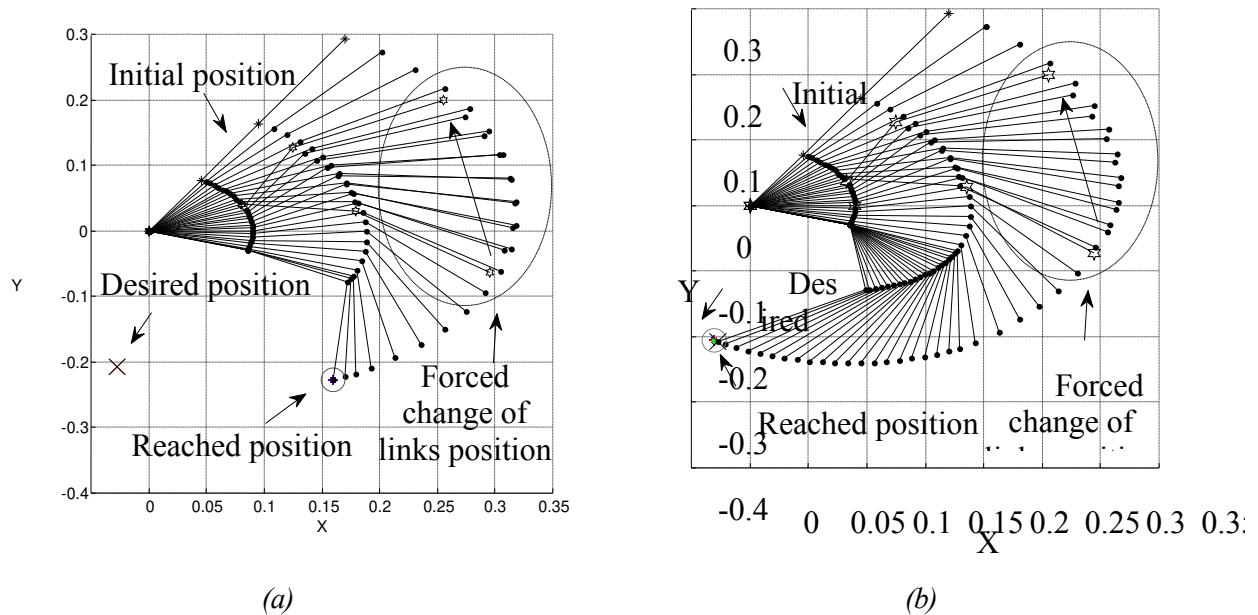 0.3
Initial position
0.2
0.1
0
Y
Desired position
-0.1
-0.2
Forced
change of
links position
Reached position
-0.3
-0.4
0 0.05 0.1 0.15 0.2 0.25 0.3 0.35
X
(a)
0.3
Initial
0.2
0.1
0
Y
Des
ired
-0.1
-0.2
Forced
change of
Reached position
-0.3
-0.4
0 0.05 0.1 0.15 0.2 0.25 0.3
X
(b)